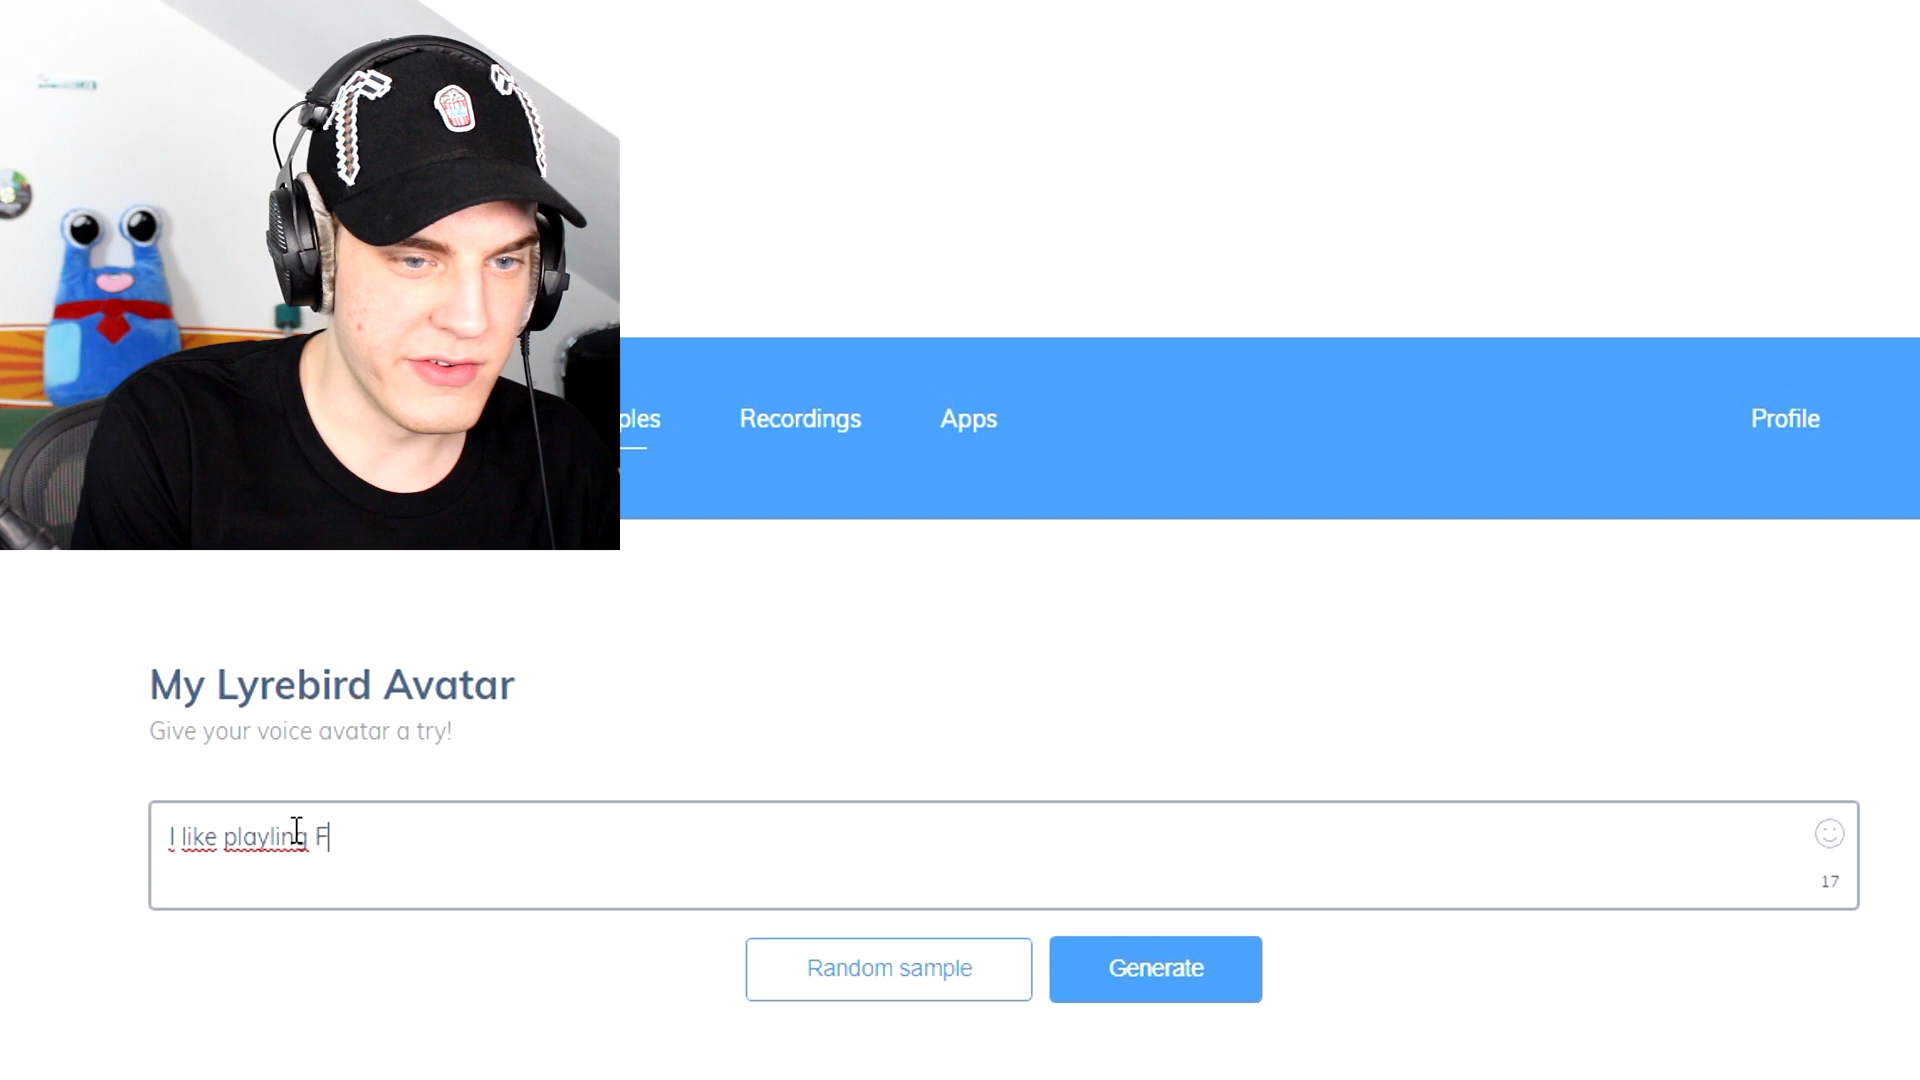 ples Recordings Apps Profile
My Lyrebird Avatar
Give your voice avatar a try!
I like playling F
17
Random sample Generate